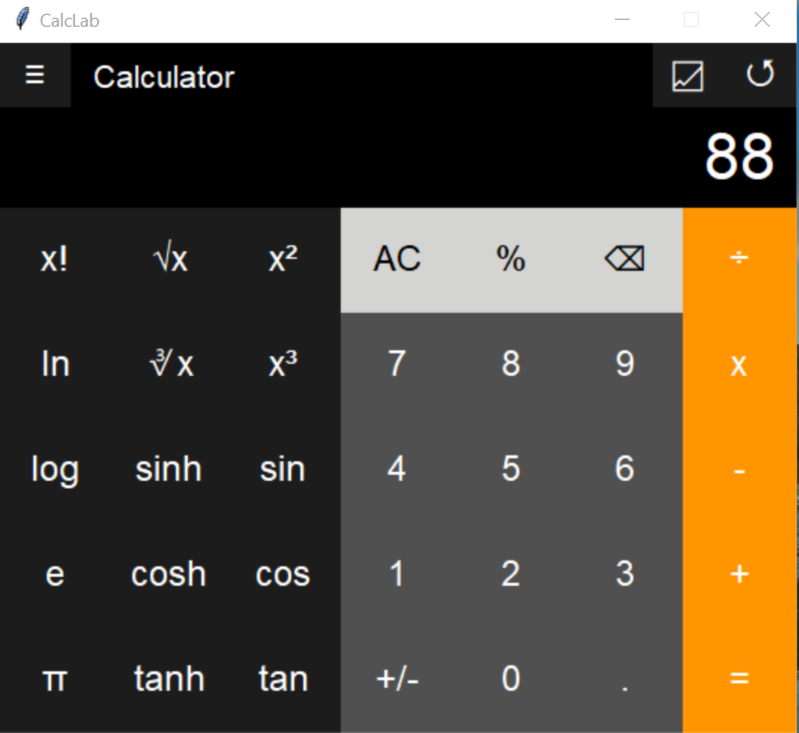 CalcLab
☰ Calculator
88
x! √x x² AC % ⌫ ÷
ln ∛x x³ 7 8 9 x
log sinh sin 4 5 6 -
e cosh cos 1 2 3 +
π tanh tan +/- 0 . =